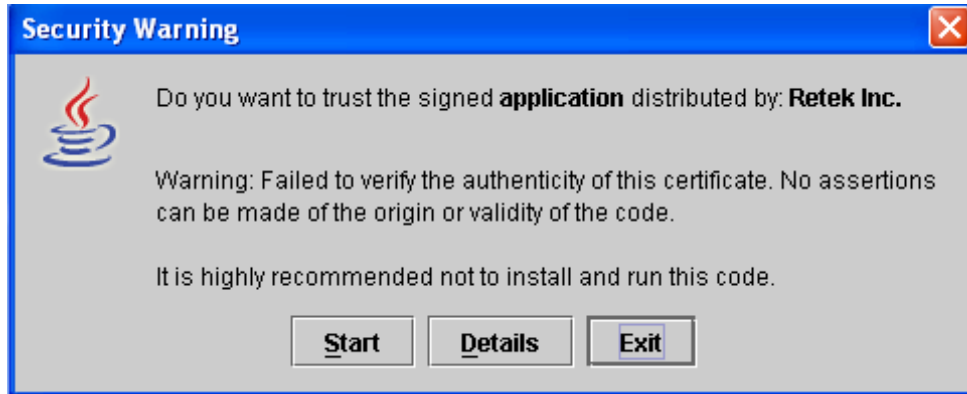 Security Warning
Do you want to trust the signed application distributed by: Retek Inc.
Warning: Failed to verify the authenticity of this certificate. No assertions
can be made of the origin or validity of the code.
It is highly recommended not to install and run this code.
Start Details Exit